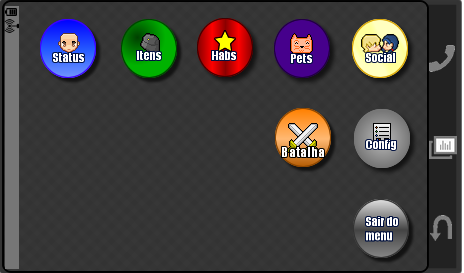 Status
Itens
Habs
Pets
Social
Batalha
Config
Sair do
menu